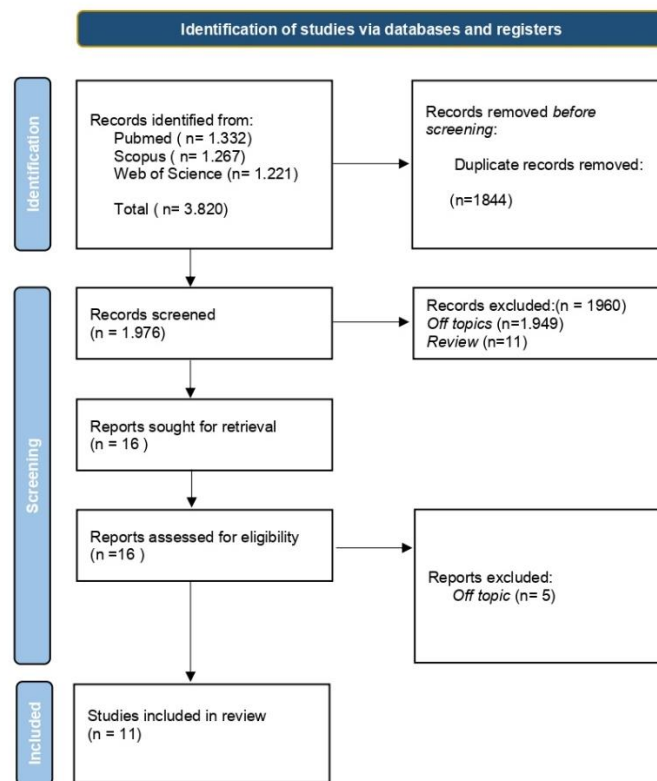 Identification of studies via databases and registers
Identification
Records identified from:
Pubmed ( n= 1.332)
Scopus ( n= 1.267)
Web of Science (n= 1.221)
Total ( n= 3.820)
Records removed before
screening:
Duplicate records removed:
(n=1844)
Screening
Records screened
(n = 1.976)
Records excluded:(n = 1960)
Off topics (n=1.949)
Review (n=11)
Reports sought for retrieval
(n = 16 )
Reports assessed for eligibility
(n =16 )
Reports excluded:
Off topic (n= 5)
Included
Studies included in review
(n = 11)